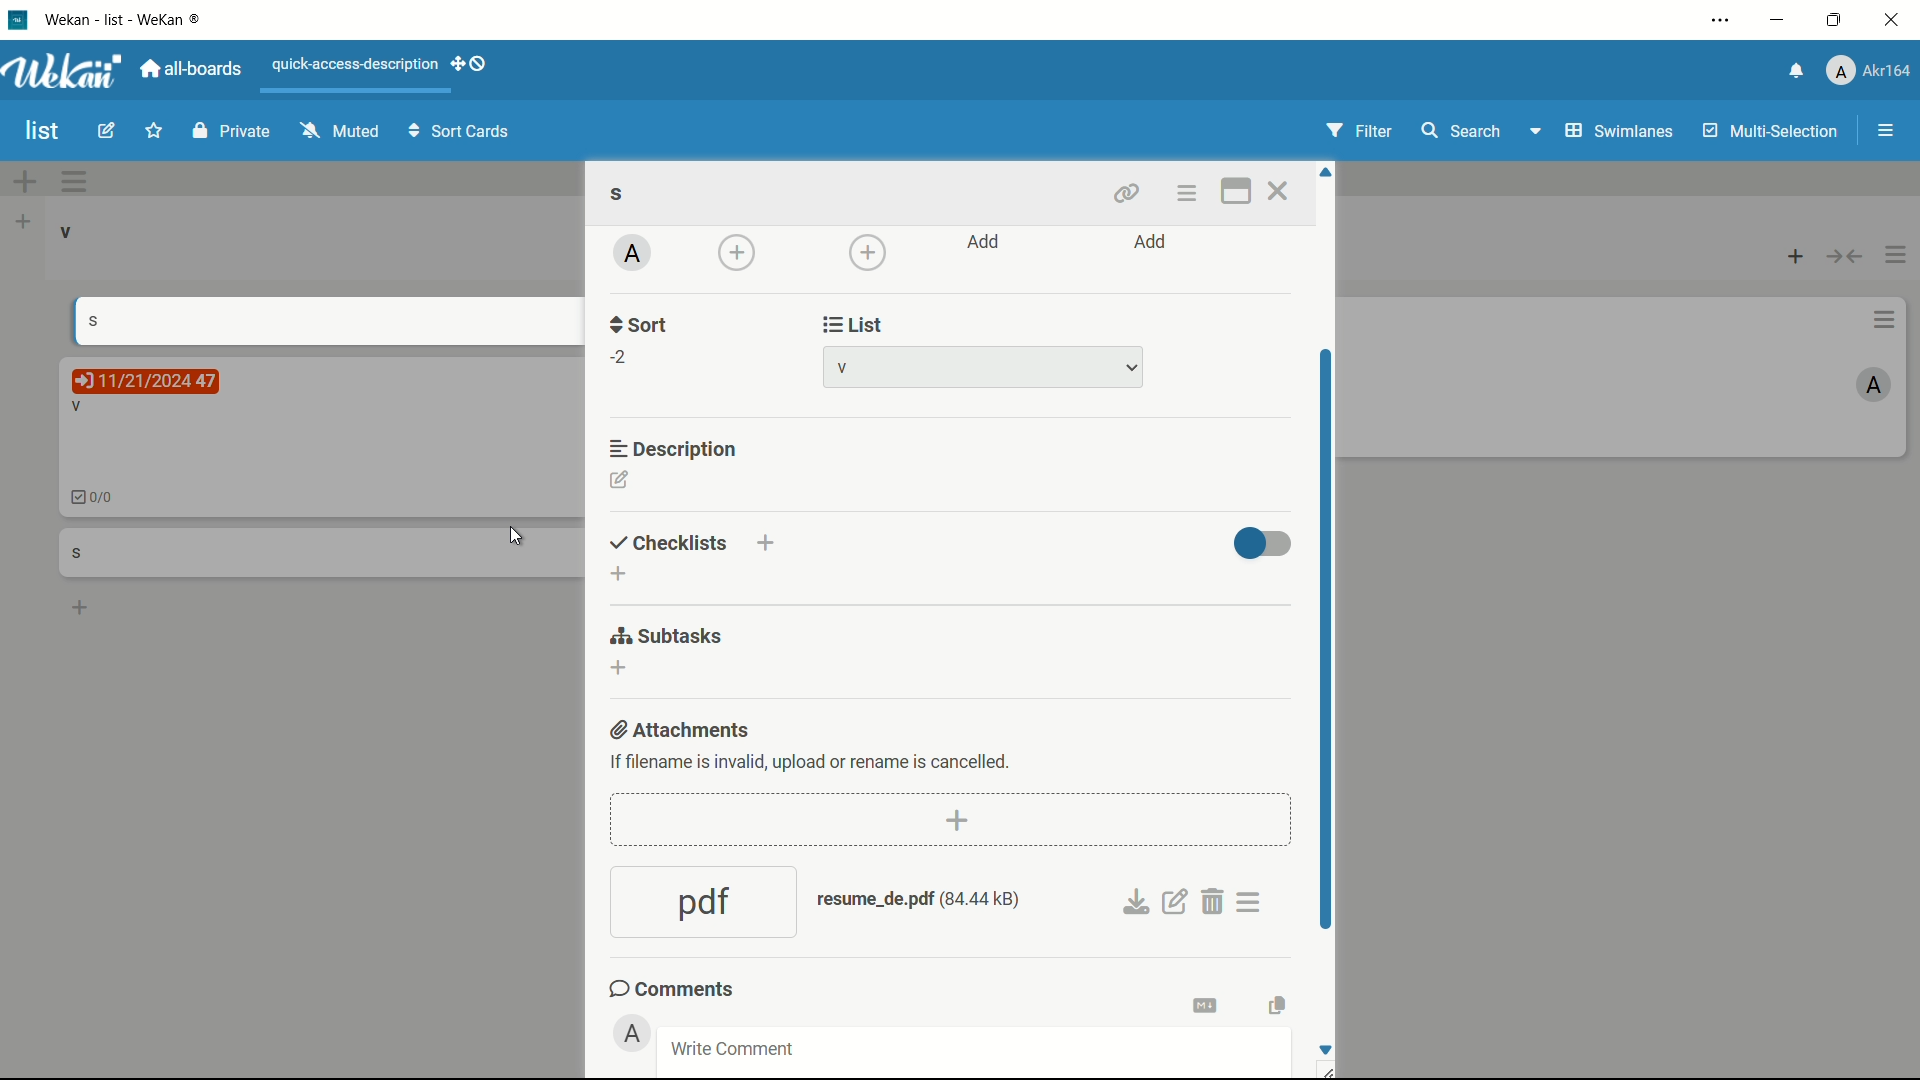 Wekan - list - WeKan ®
Wekan
all-boards
quick-access-description
A
Akr164
list
Private
Muted
Sort Cards
Filter
Search
Swimlanes
Multi-Selection
v
s
11/21/2024 47
v
0/0
s
s
A
Add
Add
Sort
-2
List
v
Description
Checklists
Subtasks
Attachments
If filename is invalid, upload or rename is cancelled.
pdf
resume_de.pdf (84.44 kB)
Comments
M
A
Write Comment
A